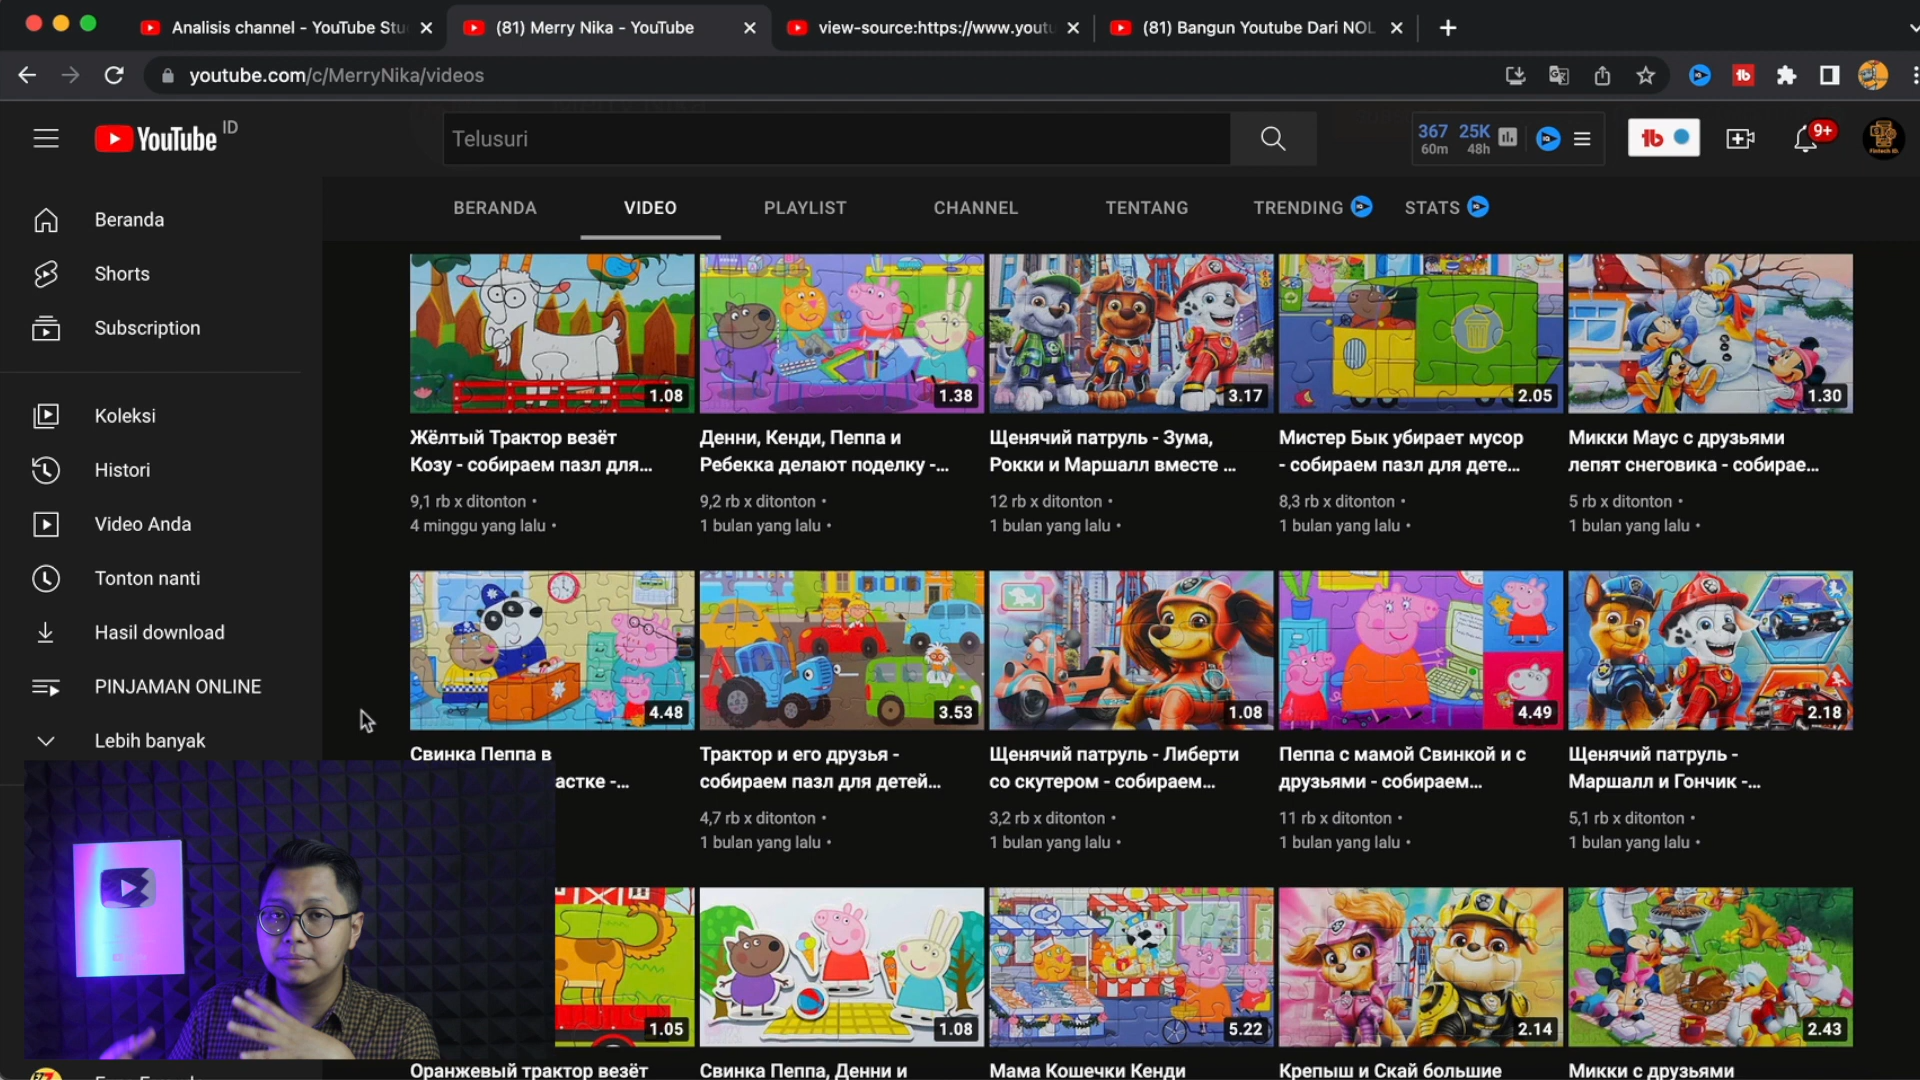 Analisis channel - YouTube Stu
(81) Merry Nika - YouTube
view-source:https://www.yout
(81) Bangun Youtube Dari NOL
youtube.com/c/MerryNika/videos
YouTube ID
Telusuri
367 25K
60m 48h
9+
BERANDA VIDEO PLAYLIST CHANNEL TENTANG TRENDING STATS
Beranda
Shorts
Subscription
Koleksi
Histori
Video Anda
Tonton nanti
Hasil download
PINJAMAN ONLINE
Lebih banyak
1.08
Жёлтый Трактор везёт
Козу - собираем пазл для...
9,1 rb x ditonton •
4 minggu yang lalu •
1.38
Денни, Кенди, Пеппа и
Ребекка делают поделку -...
9,2 rb x ditonton •
1 bulan yang lalu •
3.17
Щенячий патруль - Зума,
Рокки и Маршалл вместе ...
12 rb x ditonton •
1 bulan yang lalu •
2.05
Мистер Бык убирает мусор
- собираем пазл для дете...
8,3 rb x ditonton •
1 bulan yang lalu •
1.30
Микки Маус с друзьями
лепят снеговика - собирае...
5 rb x ditonton •
1 bulan yang lalu •
4.48
Свинка Пеппа в
астке -...
3.53
Трактор и его друзья -
собираем пазл для детей...
4,7 rb x ditonton •
1 bulan yang lalu •
1.08
Щенячий патруль - Либерти
со скутером - собираем...
3,2 rb x ditonton •
1 bulan yang lalu •
4.49
Пеппа с мамой Свинкой и с
друзьями - собираем...
11 rb x ditonton •
1 bulan yang lalu •
2.18
Щенячий патруль -
Маршалл и Гончик -...
5,1 rb x ditonton •
1 bulan yang lalu •
1.05
Оранжевый трактор везёт
1.08
Свинка Пеппа, Денни и
5.22
Мама Кошечки Кенди
2.14
Крепыш и Скай большие
2.43
Микки с друзьями